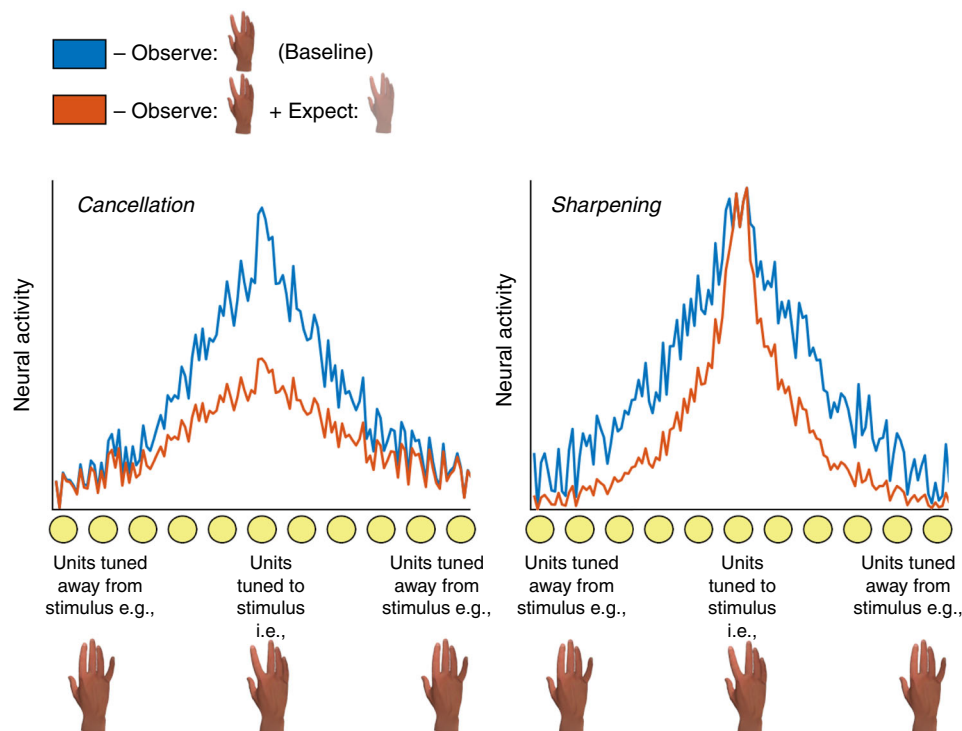 – Observe: (Baseline)
– Observe: + Expect:
Cancellation
Sharpening
Neural activity
Neural activity
Units tuned
away from
stimulus e.g.,
Units
tuned to
stimulus
i.e.,
Units tuned
away from
stimulus e.g.,
Units tuned
away from
stimulus e.g.,
Units
tuned to
stimulus
i.e.,
Units tuned
away from
stimulus e.g.,